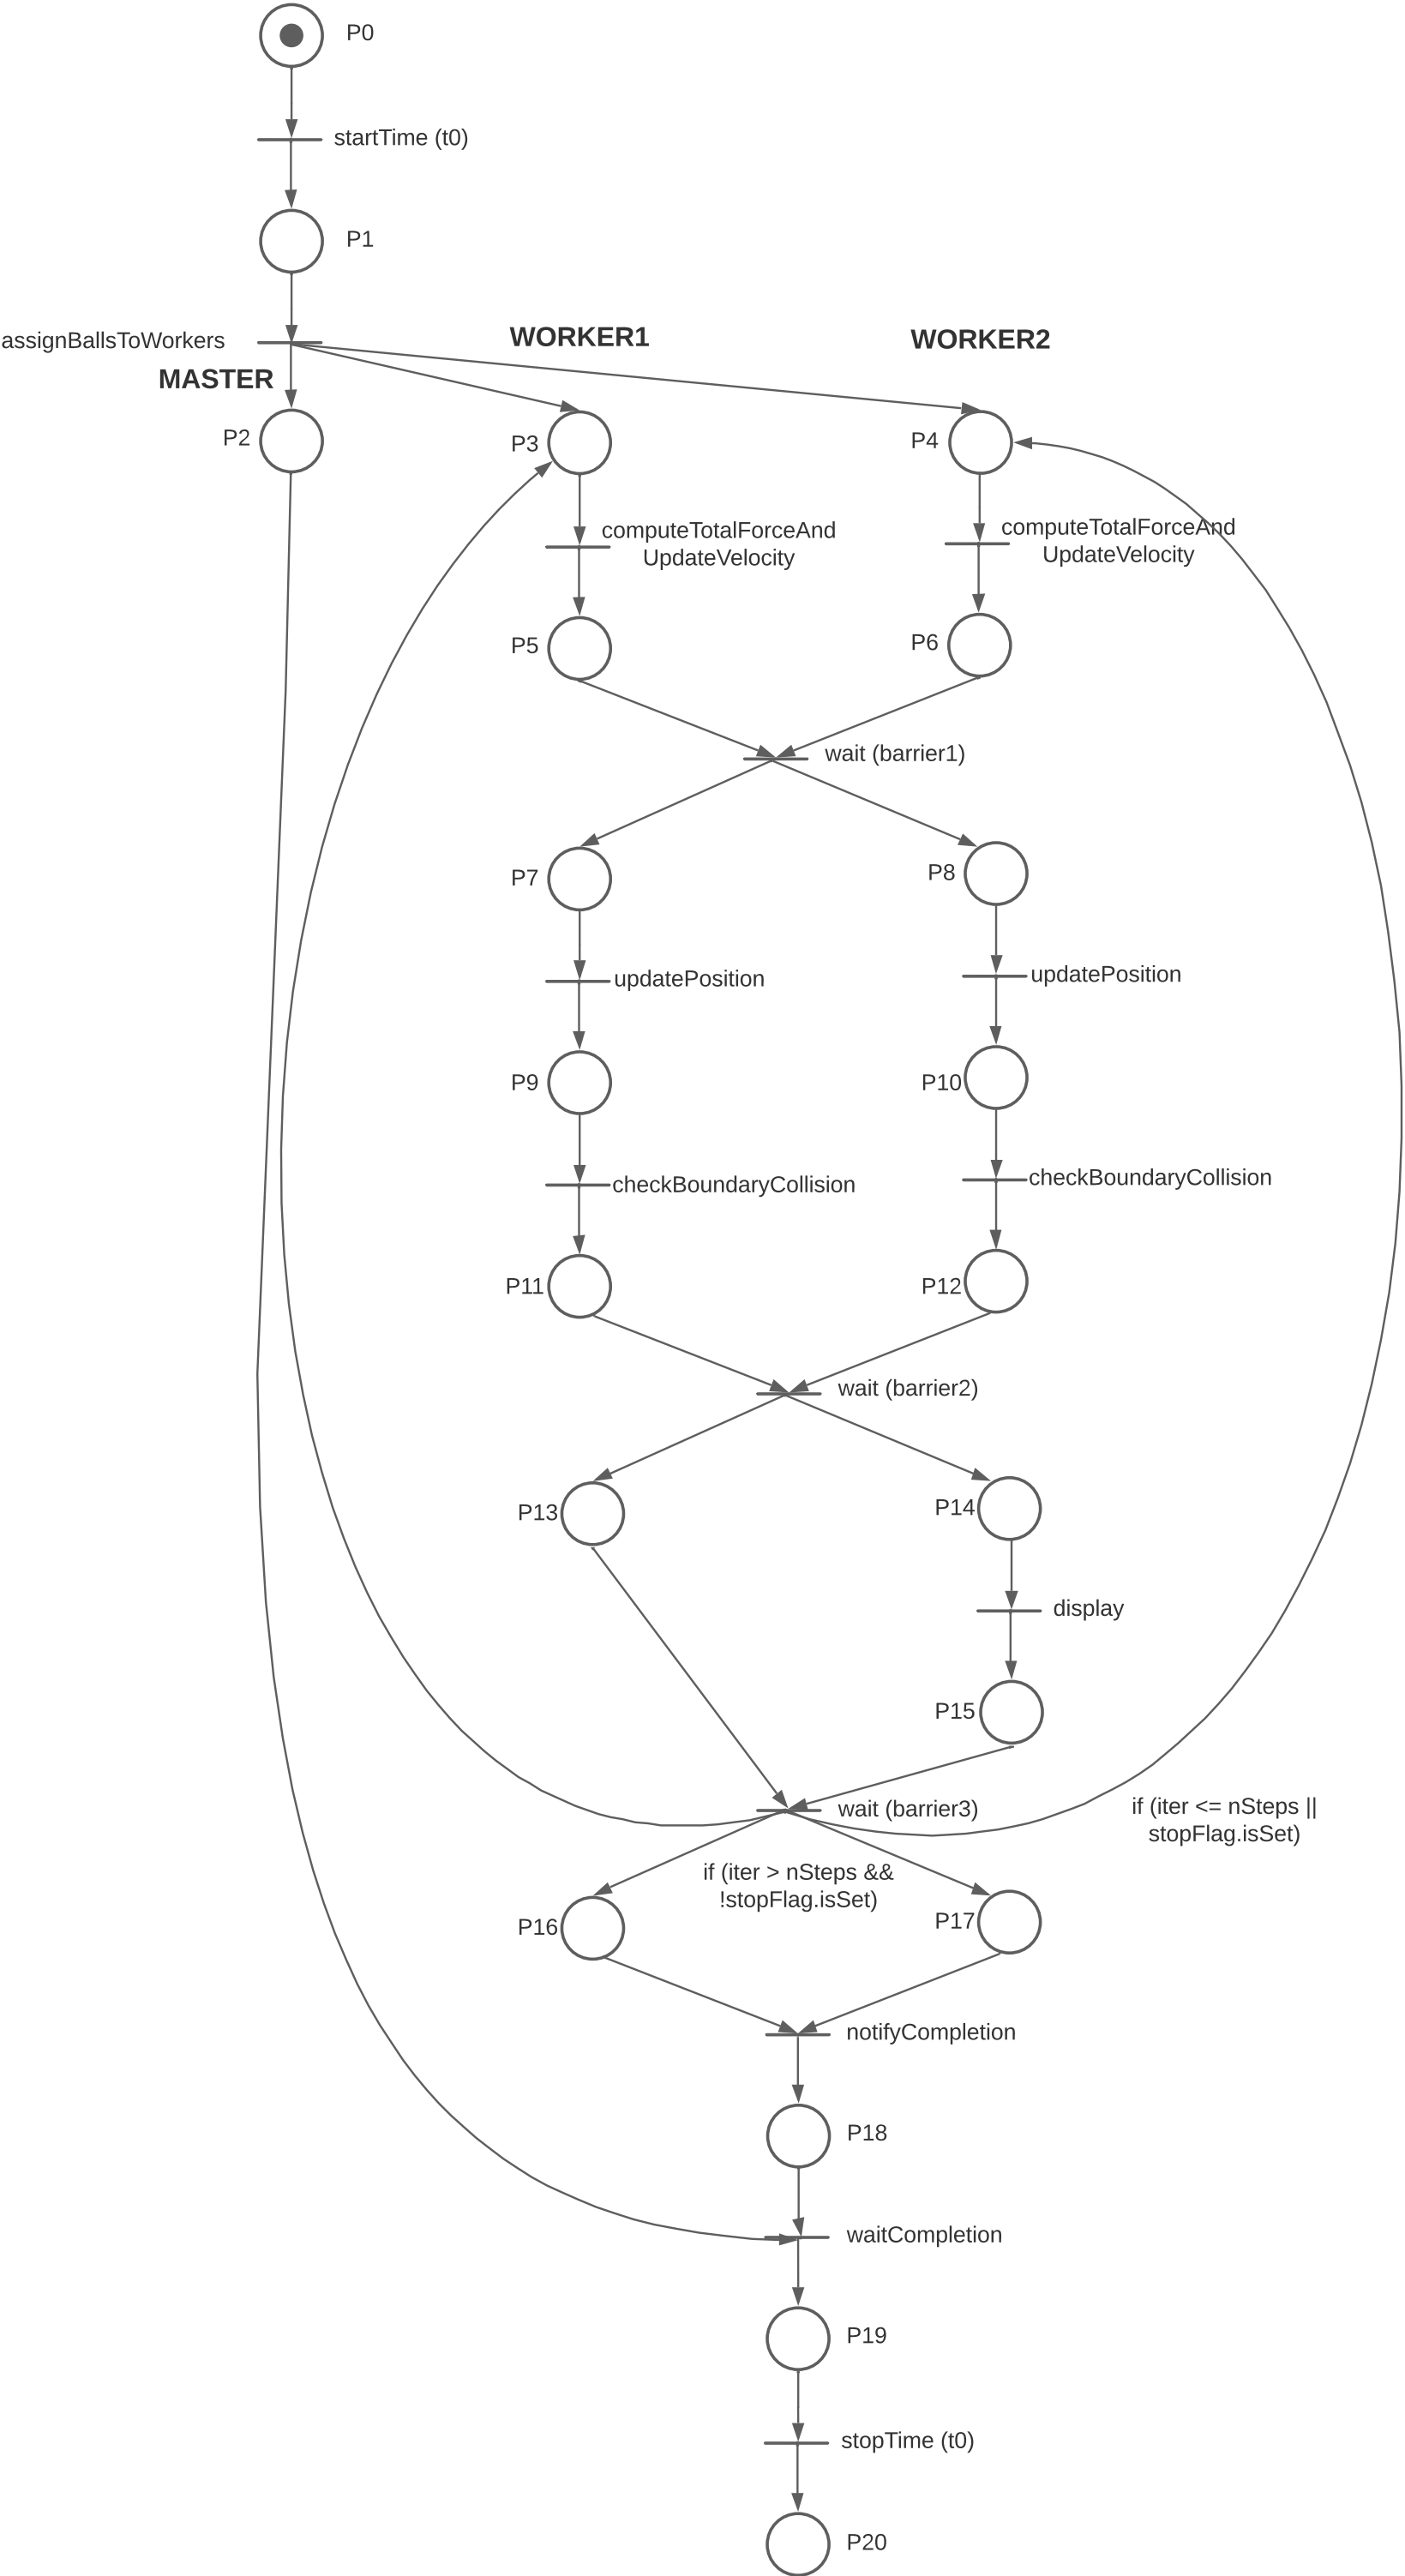 P0
startTime (t0)
P1
assignBallsToWorkers
WORKER1
WORKER2
MASTER
P2
P3
P4
computeTotalForceAnd
UpdateVelocity
computeTotalForceAnd
UpdateVelocity
P5
P6
wait (barrier1)
P7
P8
updatePosition
updatePosition
P9
P10
checkBoundaryCollision
checkBoundaryCollision
P11
P12
wait (barrier2)
P13
P14
display
P15
wait (barrier3)
if (iter <= nSteps ||
stopFlag.isSet)
if (iter > nSteps &&
!stopFlag.isSet)
P16
P17
notifyCompletion
P18
waitCompletion
P19
stopTime (t0)
P20